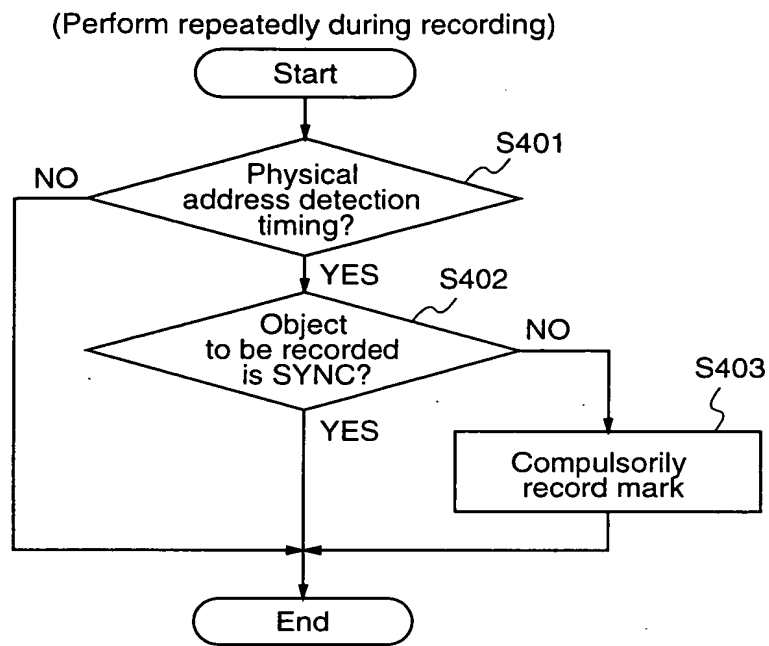 (Perform repeatedly during recording)
Start
S401
NO
Physical
address detection
timing?
YES
S402
Object
to be recorded
is SYNC?
NO
S403
YES
Compulsorily
record mark
End